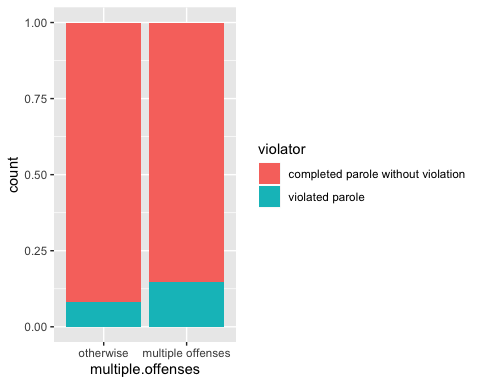 1.00
0.75
0.50
0.25
0.00
count
otherwise
multiple offenses
multiple.offenses
violator
completed parole without violation
violated parole